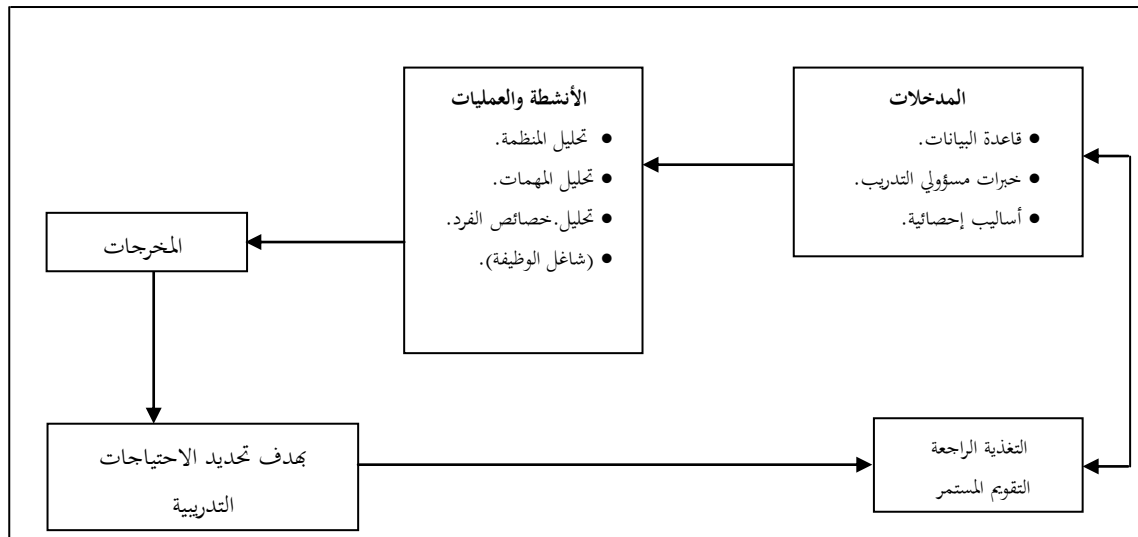 المدخلات
● قاعدة البيانات.
● خبرات مسؤولي التدريب.
● أساليب إحصائية.
الأنشطة والعمليات
● تحليل المنظمة.
● تحليل المهمات.
● تحليل.خصائص الفرد.
● (شاغل الوظيفة).
المخرجات
بهدف تحديد الاحتياجات
التدريبية
التغذية الراجعة
التقويم المستمر